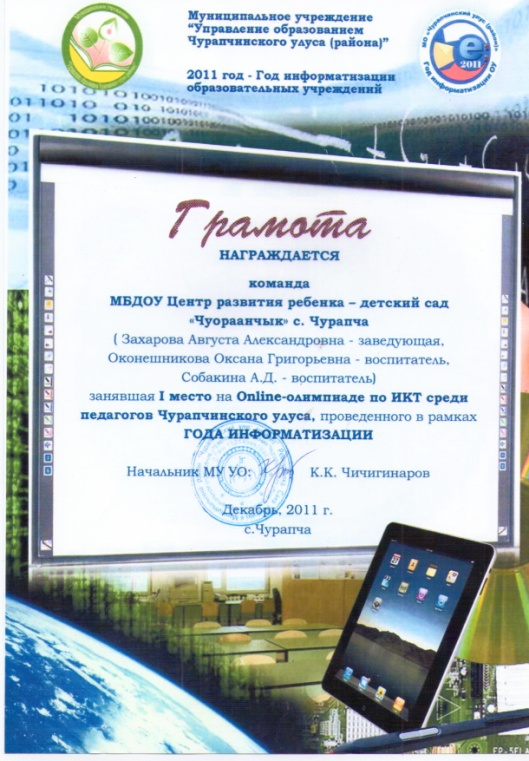 Муниципальное учреждение
“Управление образованием
Чурапчинского улуса (района)”
2011 год - Год информатизации
образовательных учреждений
МО «Чурапчинский улус (район)»
e
2011
Год информатизации ОУ
Грамота
НАГРАЖДАЕТСЯ
команда
МБДОУ Центр развития ребенка – детский сад
«Чуораанчык» с. Чурапча
( Захарова Августа Александровна - заведующая,
Оконешникова Оксана Григорьевна - воспитатель,
Собакина А.Д. - воспитатель)
занявшая I место на Online-олимпиаде по ИКТ среди
педагогов Чурапчинского улуса, проведенного в рамках
ГОДА ИНФОРМАТИЗАЦИИ
Начальник МУ УО: К.К. Чичигинаров
Декабрь, 2011 г.
с.Чурапча